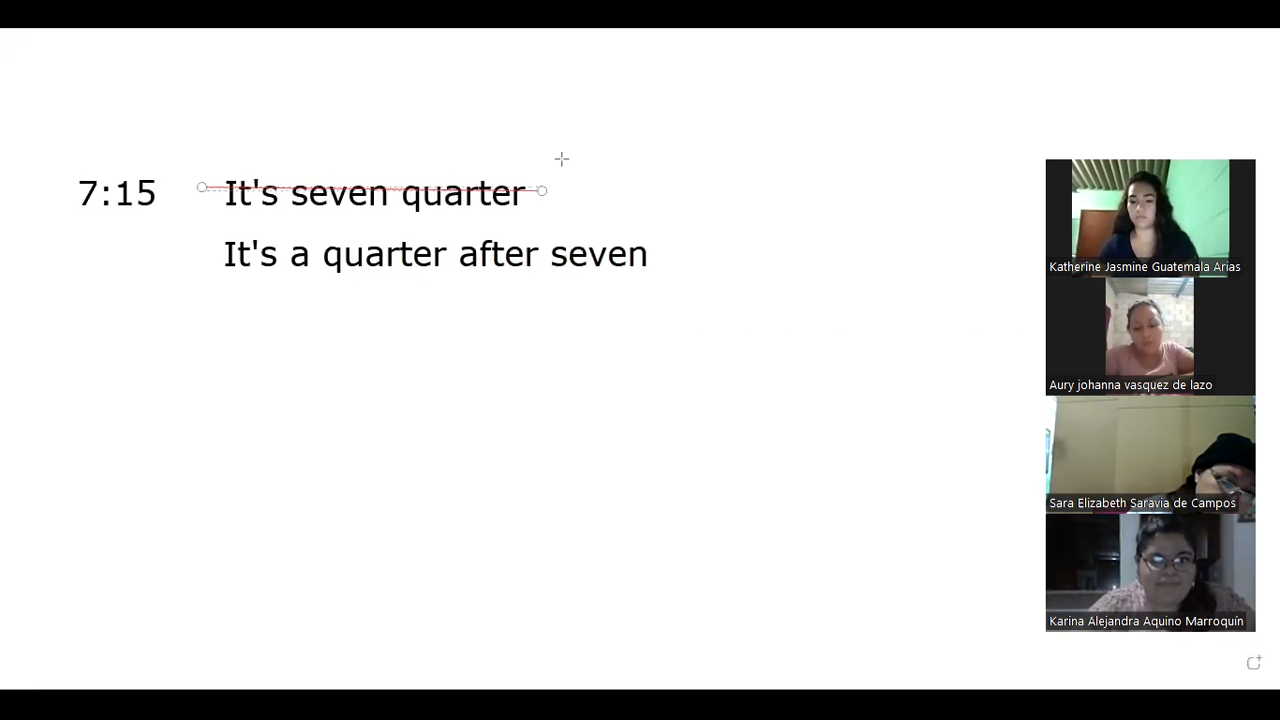 7:15 It's seven quarter
It's a quarter after seven
Katherine Jasmine Guatemala Arias
Aury johanna vasquez de lazo
Sara Elizabeth Saravia de Campos
Karina Alejandra Aquino Marroquín